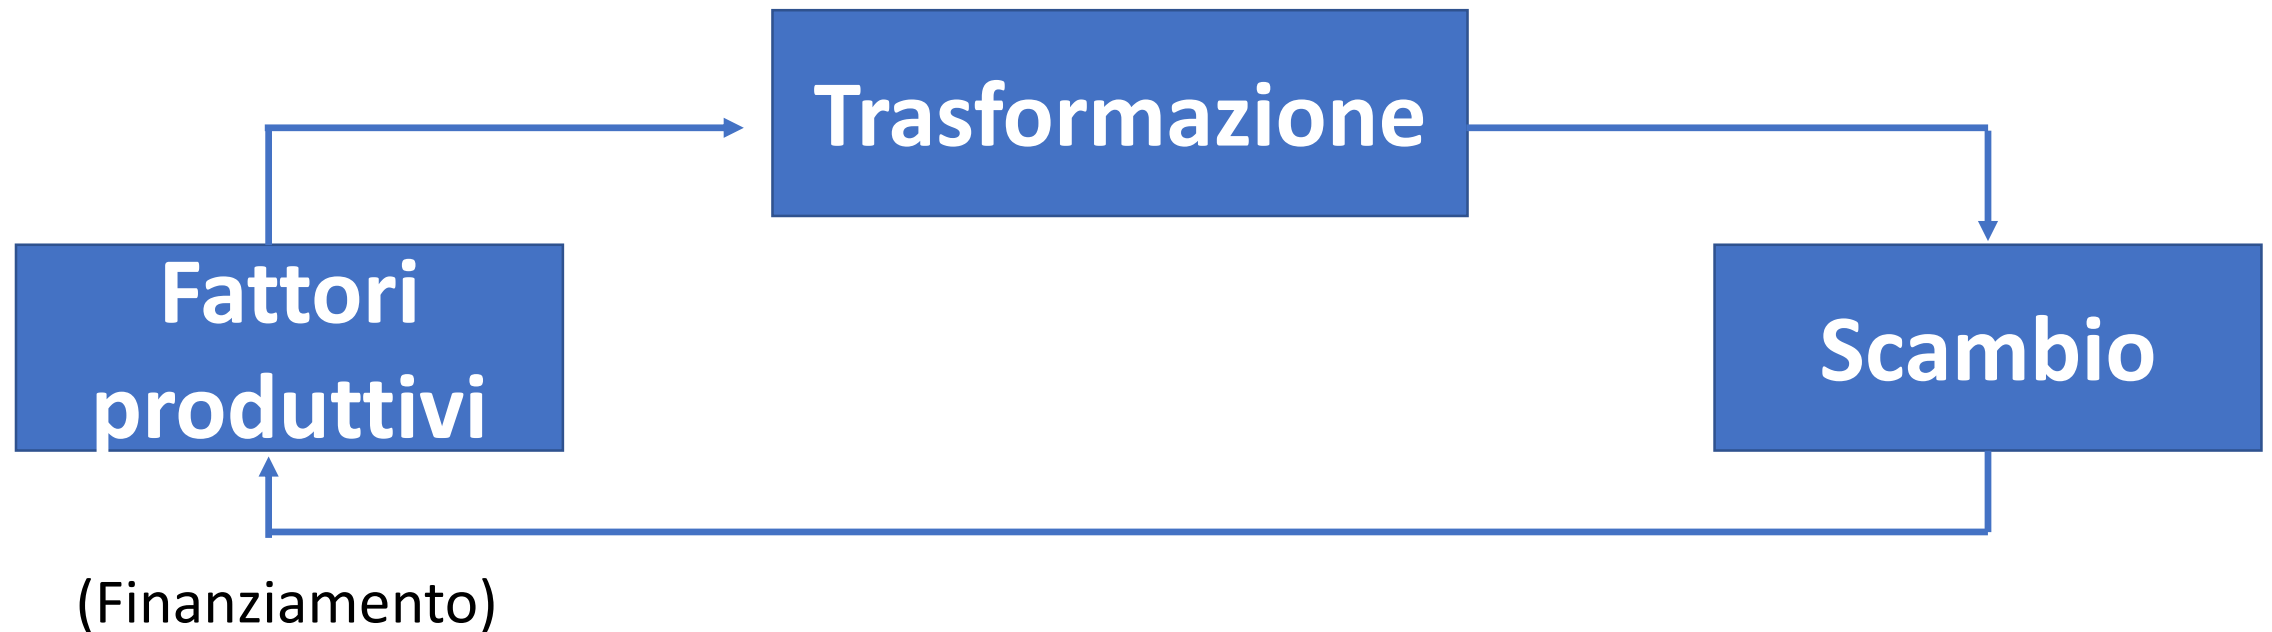 Trasformazione
Fattori
produttivi
Scambio
(Finanziamento)